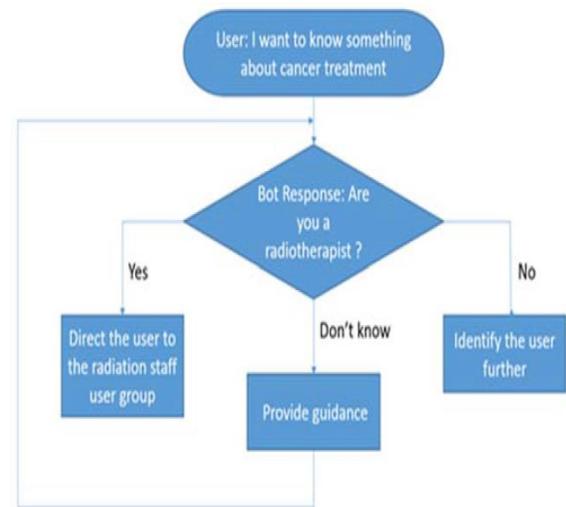 User: I want to know something
about cancer treatment
Bot Response: Are
you a
radiotherapist ?
Yes
No
Don't know
Direct the user to
the radiation staff
user group
Identify the user
further
Provide guidance